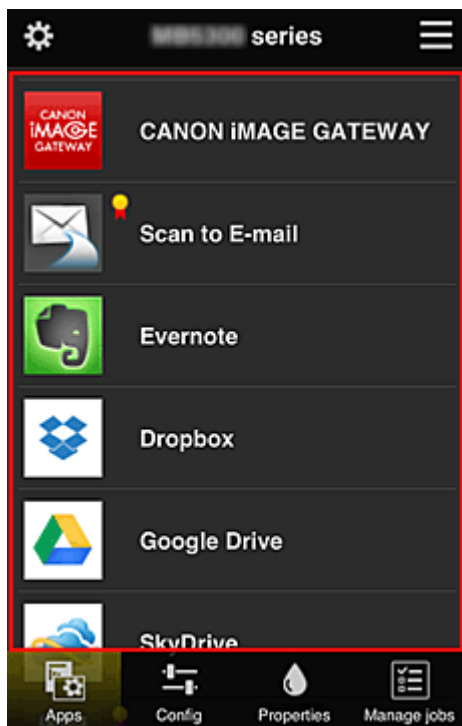 series
CANON
iMAGE
GATEWAY
CANON iMAGE GATEWAY
Scan to E-mail
Evernote
Dropbox
Google Drive
SkyDrive
Apps
Config
Properties
Manage jobs